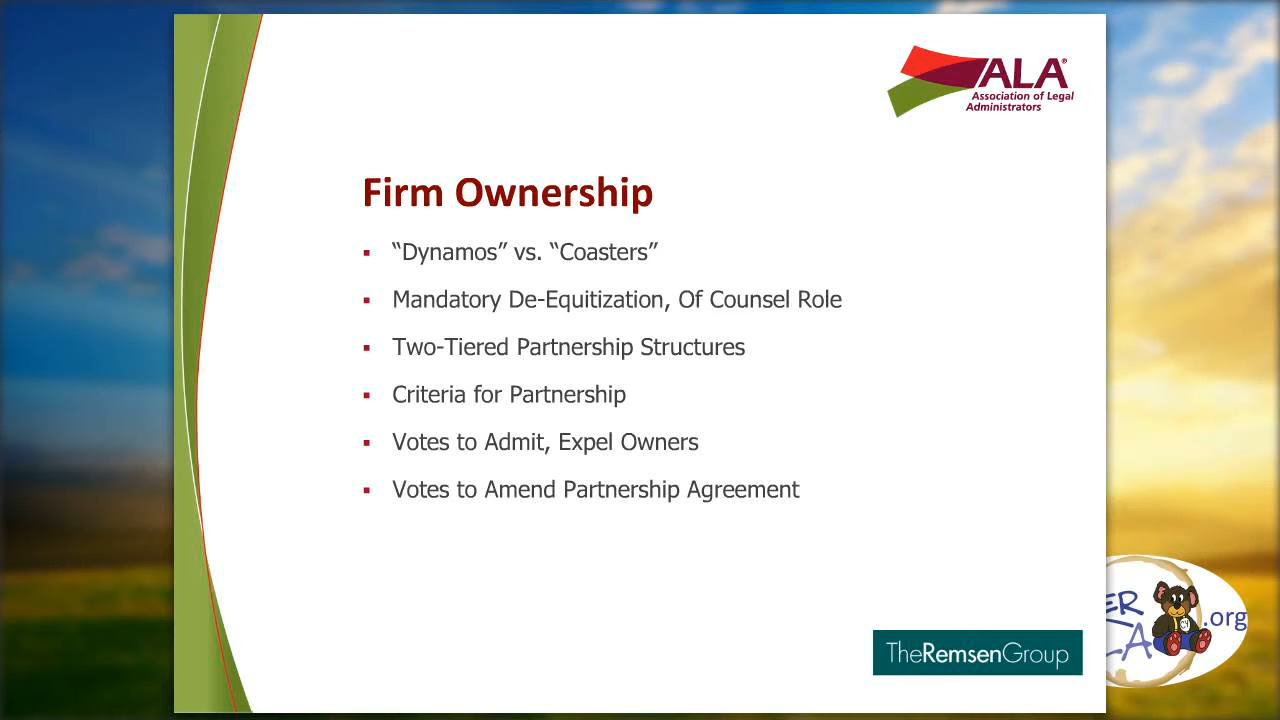 ALA®
Association of Legal
Administrators
Firm Ownership
“Dynamos” vs. “Coasters”
Mandatory De-Equitization, Of Counsel Role
Two-Tiered Partnership Structures
Criteria for Partnership
Votes to Admit, Expel Owners
Votes to Amend Partnership Agreement
TheRemsenGroup
.org